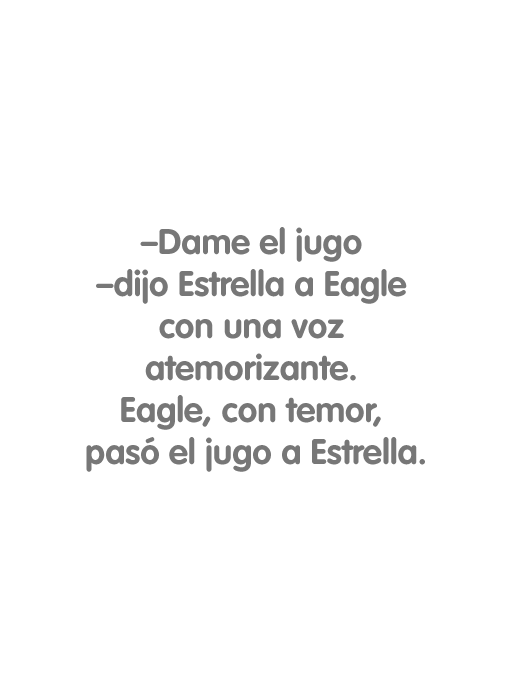 –Dame el jugo
–dijo Estrella a Eagle
con una voz
atemorizante.
Eagle, con temor,
pasó el jugo a Estrella.